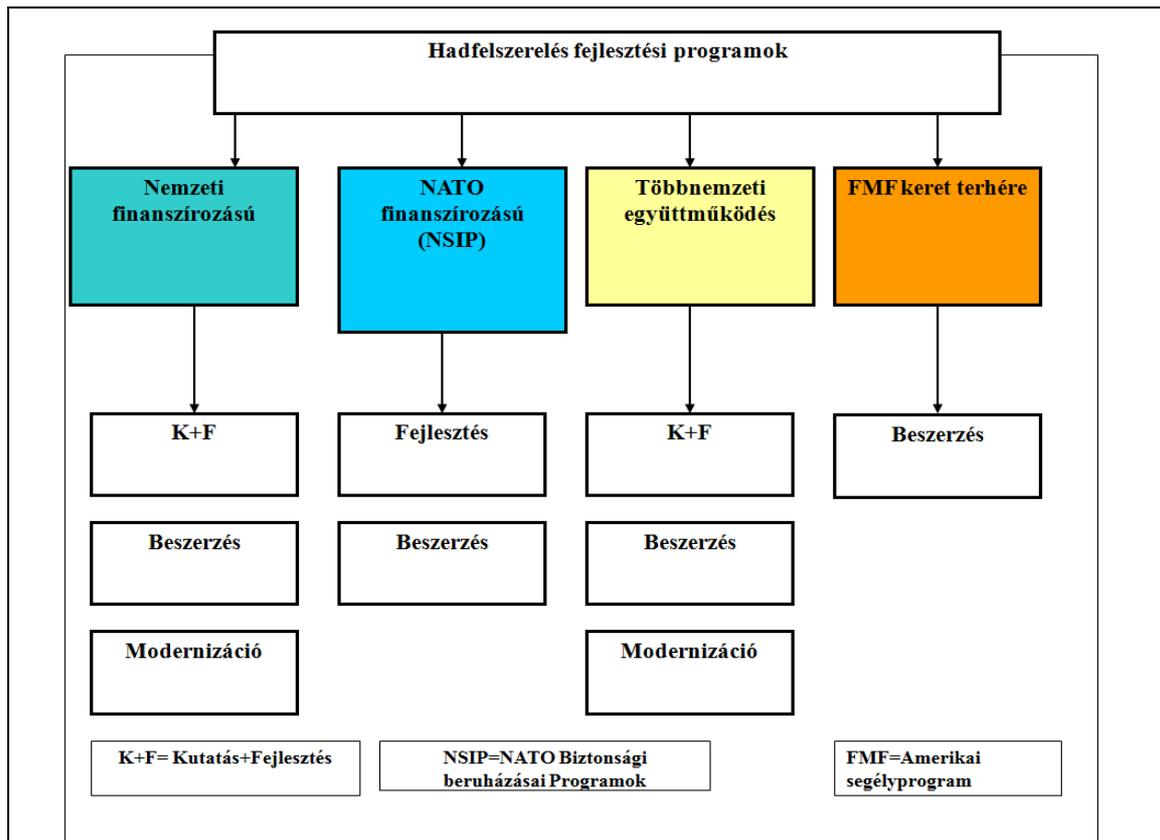 Hadfelszerelés fejlesztési programok
Nemzeti
finanszírozású
NATO
finanszírozású
(NSIP)
Többnemzeti
együttműködés
FMF keret terhére
K+F
Fejlesztés
K+F
Beszerzés
Beszerzés
Beszerzés
Beszerzés
Modernizáció
Modernizáció
K+F= Kutatás+Fejlesztés
NSIP=NATO Biztonsági
beruházásai Programok
FMF=Amerikai
segélyprogram